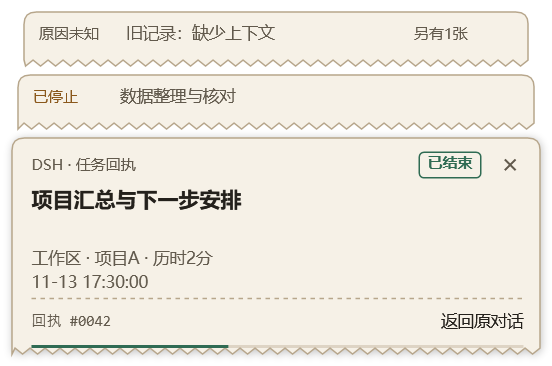 原因未知 旧记录：缺少上下文 另有1张
已停止 数据整理与核对
DSH · 任务回执 已结束 ×
项目汇总与下一步安排
工作区 · 项目A · 历时2分
11-13 17:30:00
回执 #0042 返回原对话